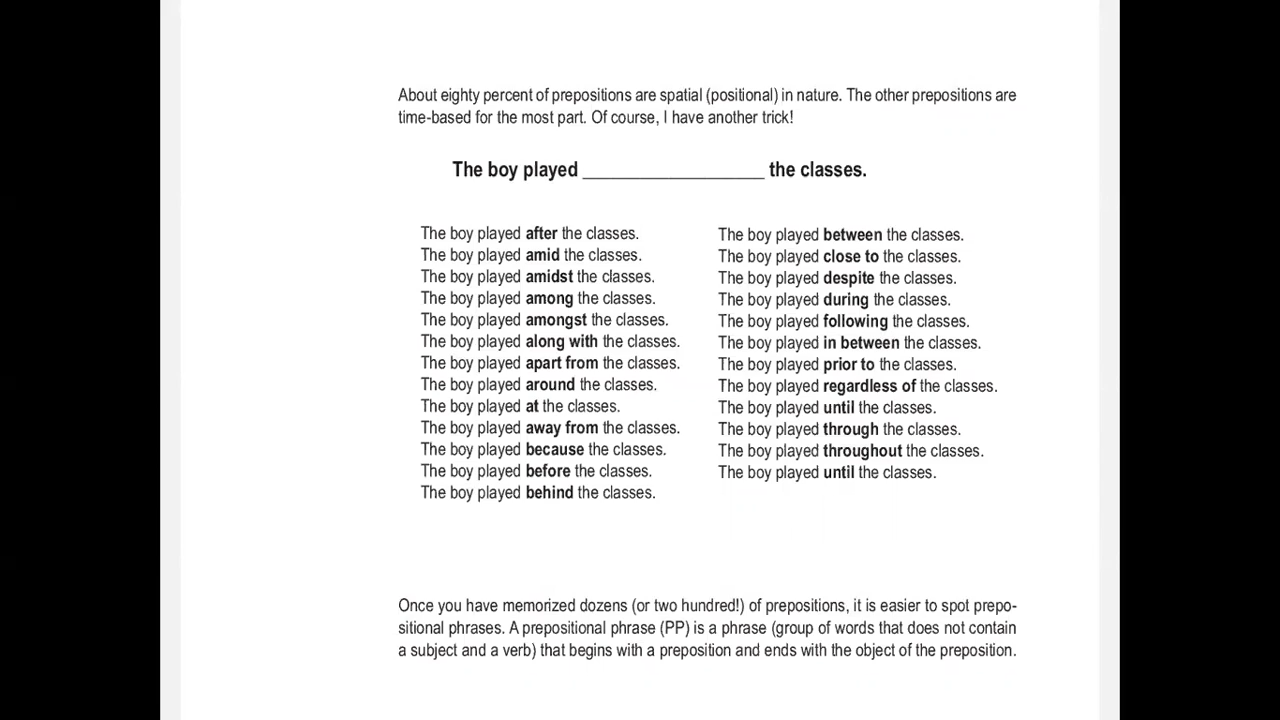 About eighty percent of prepositions are spatial (positional) in nature. The other prepositions are
time-based for the most part. Of course, I have another trick!
The boy played __________________ the classes.
The boy played after the classes.
The boy played amid the classes.
The boy played amidst the classes.
The boy played among the classes.
The boy played amongst the classes.
The boy played along with the classes.
The boy played apart from the classes.
The boy played around the classes.
The boy played at the classes.
The boy played away from the classes.
The boy played because the classes.
The boy played before the classes.
The boy played behind the classes.
The boy played between the classes.
The boy played close to the classes.
The boy played despite the classes.
The boy played during the classes.
The boy played following the classes.
The boy played in between the classes.
The boy played prior to the classes.
The boy played regardless of the classes.
The boy played until the classes.
The boy played through the classes.
The boy played throughout the classes.
The boy played until the classes.
Once you have memorized dozens (or two hundred!) of prepositions, it is easier to spot prepo-
sitional phrases. A prepositional phrase (PP) is a phrase (group of words that does not contain
a subject and a verb) that begins with a preposition and ends with the object of the preposition.